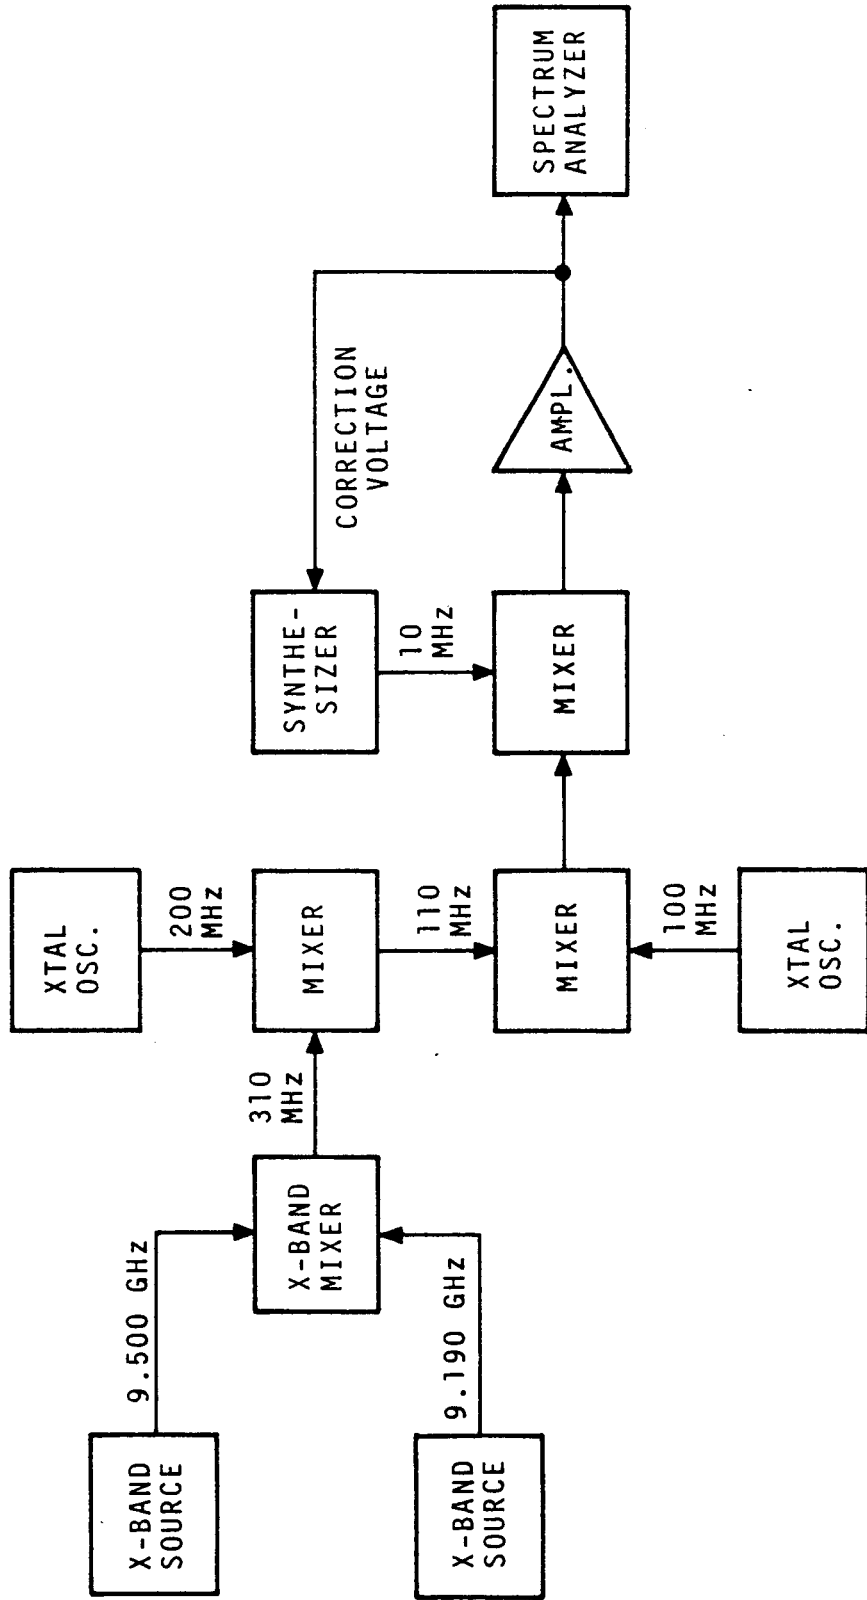 X-BAND
SOURCE
9.500 GHz
X-BAND
SOURCE
9.190 GHz
X-BAND
MIXER
310
MHz
XTAL
OSC.
200
MHz
MIXER
110
MHz
MIXER
100
MHz
XTAL
OSC.
SYNTHE-
SIZER
10
MHz
MIXER
CORRECTION
VOLTAGE
AMPL.
SPECTRUM
ANALYZER